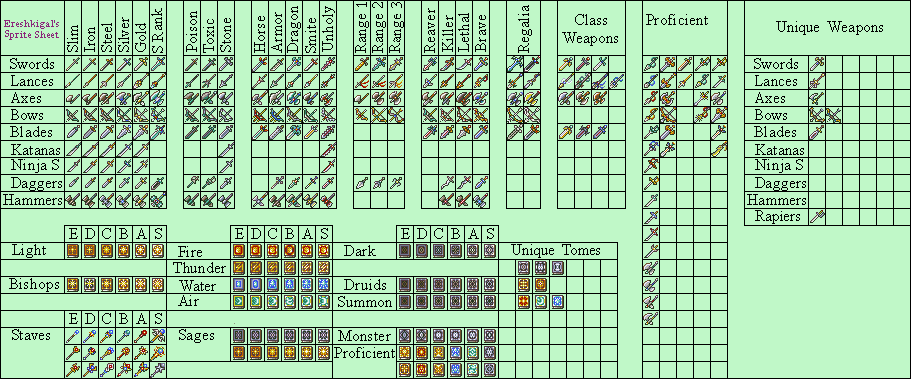 Ereshkigal's
Sprite Sheet
Slim
Iron
Steel
Silver
Gold
S Rank
Poison
Toxic
Stone
Horse
Armor
Dragon
Smite
Unholy
Range 1
Range 2
Range 3
Reaver
Killer
Lethal
Brave
Regalia
Class
Weapons
Proficient
Unique Weapons
Swords
Lances
Axes
Bows
Blades
Katanas
Ninja S
Daggers
Hammers
Swords
Lances
Axes
Bows
Blades
Katanas
Ninja S
Daggers
Hammers
Rapiers
E D C B A S
E D C B A S
E D C B A S
Light
Fire
Dark
Unique Tomes
Thunder
Bishops
Water
Druids
Air
Summon
E D C B A S
Staves
Sages
Monster
Proficient